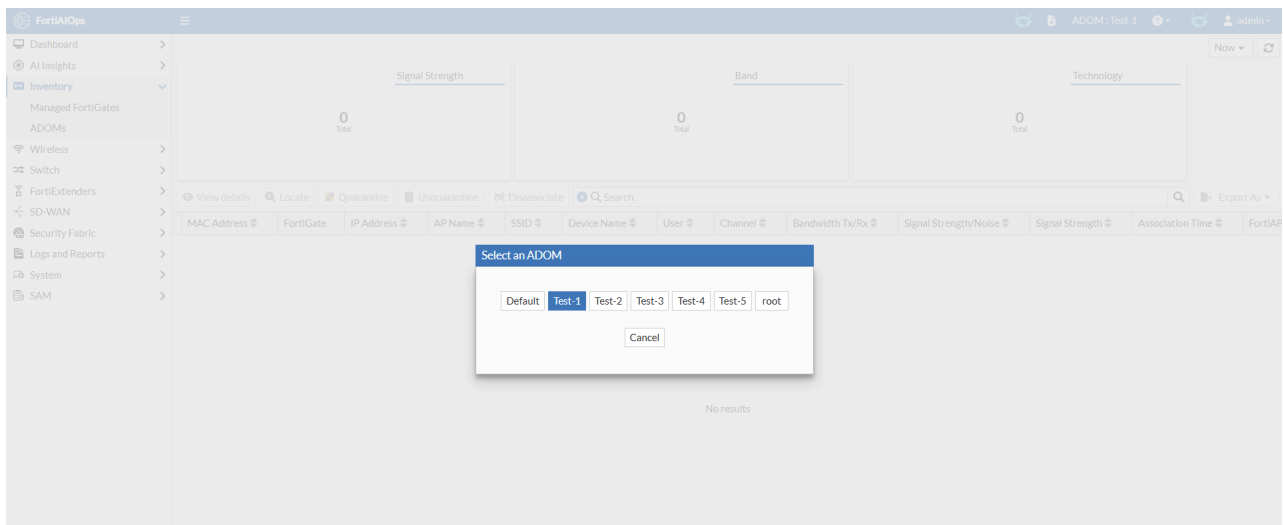 FortiAIOps
ADOM : Test-1
admin
Dashboard
Now
AI Insights
Inventory
Managed FortiGates
ADOMs
Wireless
Switch
FortiExtenders
SD-WAN
Security Fabric
Logs and Reports
System
SAM
Signal Strength
0
Total
Band
0
Total
Technology
0
Total
View details Locate Quarantine Unquarantine Disassociate Search Export As
MAC Address FortiGate IP Address AP Name SSID Device Name User Channel Bandwidth Tx/Rx Signal Strength/Noise Signal Strength Association Time FortiAP
Select an ADOM
Default Test-1 Test-2 Test-3 Test-4 Test-5 root
Cancel
No results